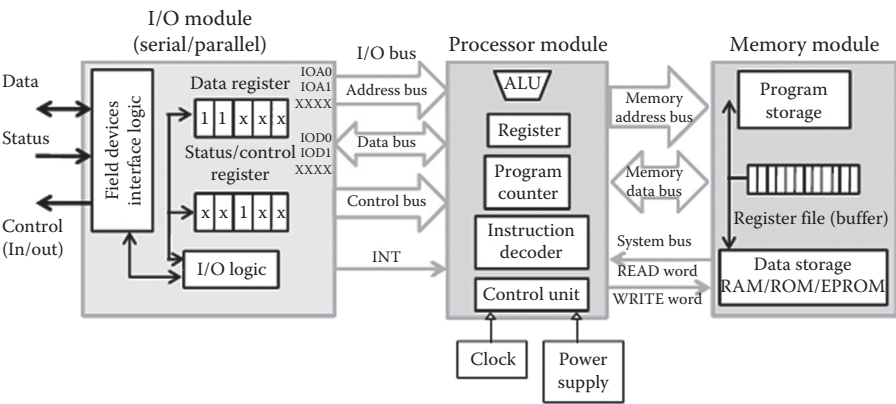 I/O module
(serial/parallel)
Data
Status
Control
(In/out)
Field devices
interface logic
Data register
1 1 x x x
Status/control
register
x x 1 x x
I/O logic
IOA0
IOA1
XXXX
IOD0
IOD1
XXXX
I/O bus
Address bus
Data bus
Control bus
INT
Processor module
ALU
Register
Program
counter
Instruction
decoder
Control unit
Clock
Power
supply
Memory
address bus
Memory
data bus
System bus
READ word
WRITE word
Memory module
Program
storage
Register file (buffer)
Data storage
RAM/ROM/EPROM